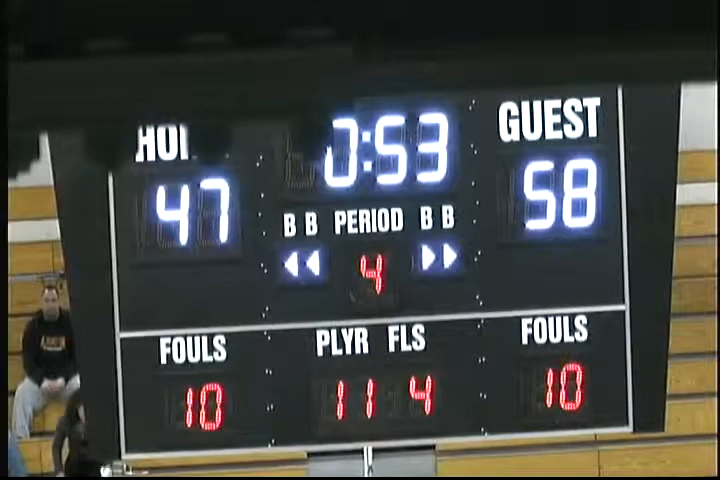 HO 0:53 GUEST
47 58
B B PERIOD B B
4
FOULS PLYR FLS FOULS
10 11 4 10